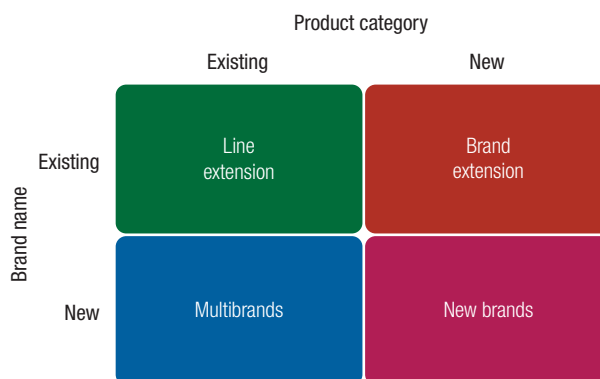 Product category
Existing
New
Existing
Line
extension
Brand
extension
Brand name
New
Multibrands
New brands